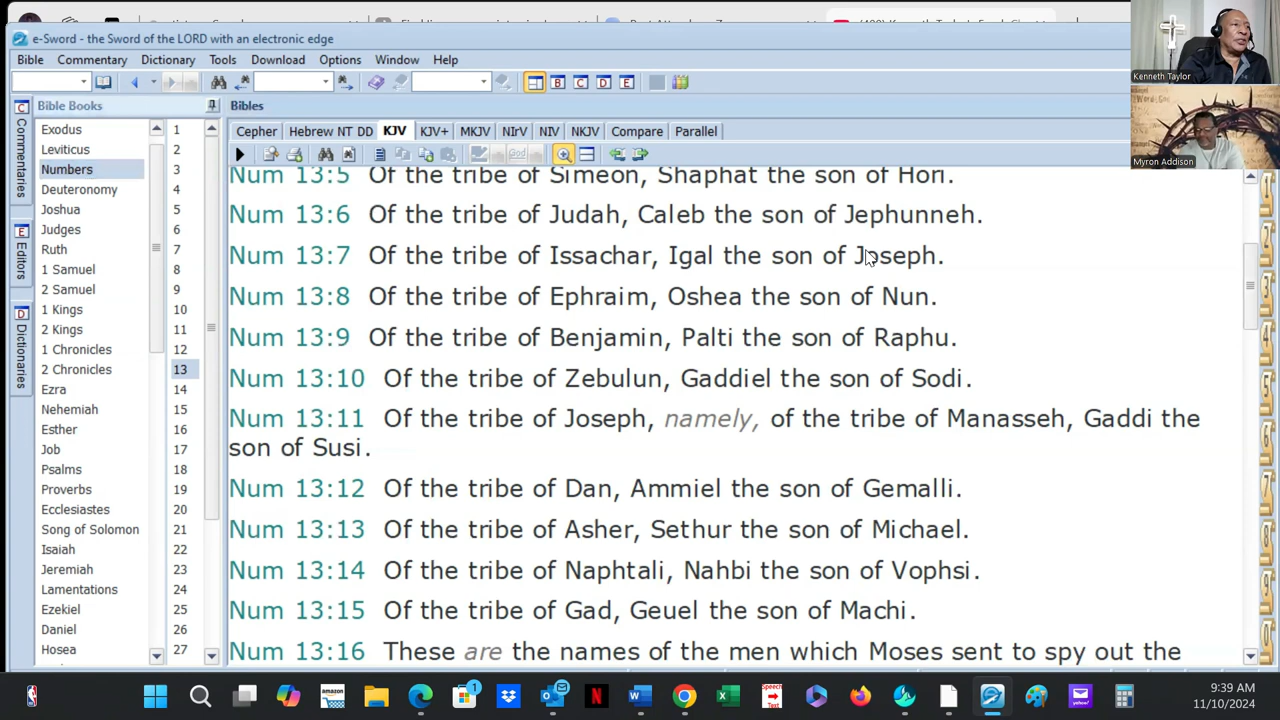 e-Sword - the Sword of the LORD with an electronic edge
Bible Commentary Dictionary Tools Download Options Window Help
Bible Books
Bibles
Cepher Hebrew NT DD KJV KJV+ MKJV NIrV NIV NKJV Compare Parallel
Commentaries
Editors
Dictionaries
Exodus 1
Leviticus 2
Numbers 3
Deuteronomy 4
Joshua 5
Judges 6
Ruth 7
1 Samuel 8
2 Samuel 9
1 Kings 10
2 Kings 11
1 Chronicles 12
2 Chronicles 13
Ezra 14
Nehemiah 15
Esther 16
Job 17
Psalms 18
Proverbs 19
Ecclesiastes 20
Song of Solomon 21
Isaiah 22
Jeremiah 23
Lamentations 24
Ezekiel 25
Daniel 26
Hosea 27
Num 13:5 Of the tribe of Simeon, Shaphat the son of Hori.
Num 13:6 Of the tribe of Judah, Caleb the son of Jephunneh.
Num 13:7 Of the tribe of Issachar, Igal the son of Joseph.
Num 13:8 Of the tribe of Ephraim, Oshea the son of Nun.
Num 13:9 Of the tribe of Benjamin, Palti the son of Raphu.
Num 13:10 Of the tribe of Zebulun, Gaddiel the son of Sodi.
Num 13:11 Of the tribe of Joseph, namely, of the tribe of Manasseh, Gaddi the
son of Susi.
Num 13:12 Of the tribe of Dan, Ammiel the son of Gemalli.
Num 13:13 Of the tribe of Asher, Sethur the son of Michael.
Num 13:14 Of the tribe of Naphtali, Nahbi the son of Vophsi.
Num 13:15 Of the tribe of Gad, Geuel the son of Machi.
Num 13:16 These are the names of the men which Moses sent to spy out the
Kenneth Taylor
Myron Addison
9:39 AM
11/10/2024